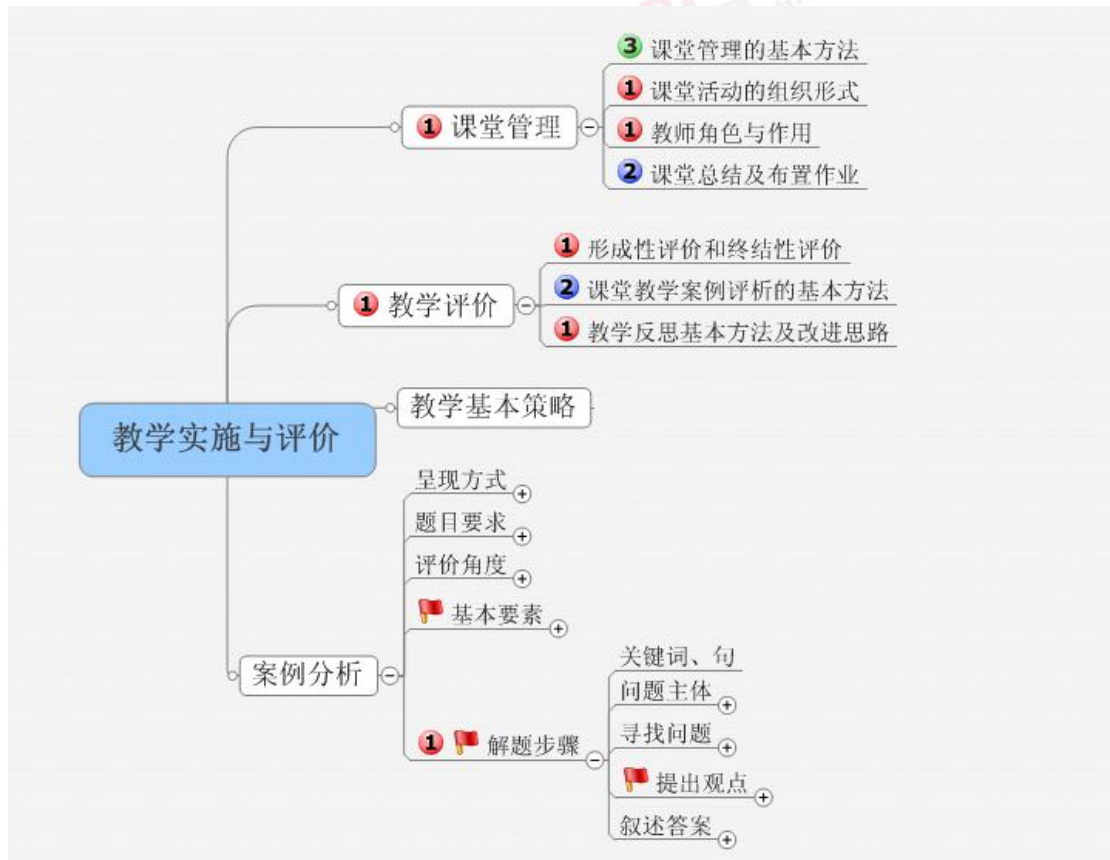 3 课堂管理的基本方法
1 课堂活动的组织形式
1 课堂管理
1 教师角色与作用
2 课堂总结及布置作业
1 形成性评价和终结性评价
1 教学评价
2 课堂教学案例评析的基本方法
1 教学反思基本方法及改进思路
教学基本策略
教学实施与评价
呈现方式
题目要求
评价角度
基本要素
案例分析
1 解题步骤
关键词、句
问题主体
寻找问题
提出观点
叙述答案